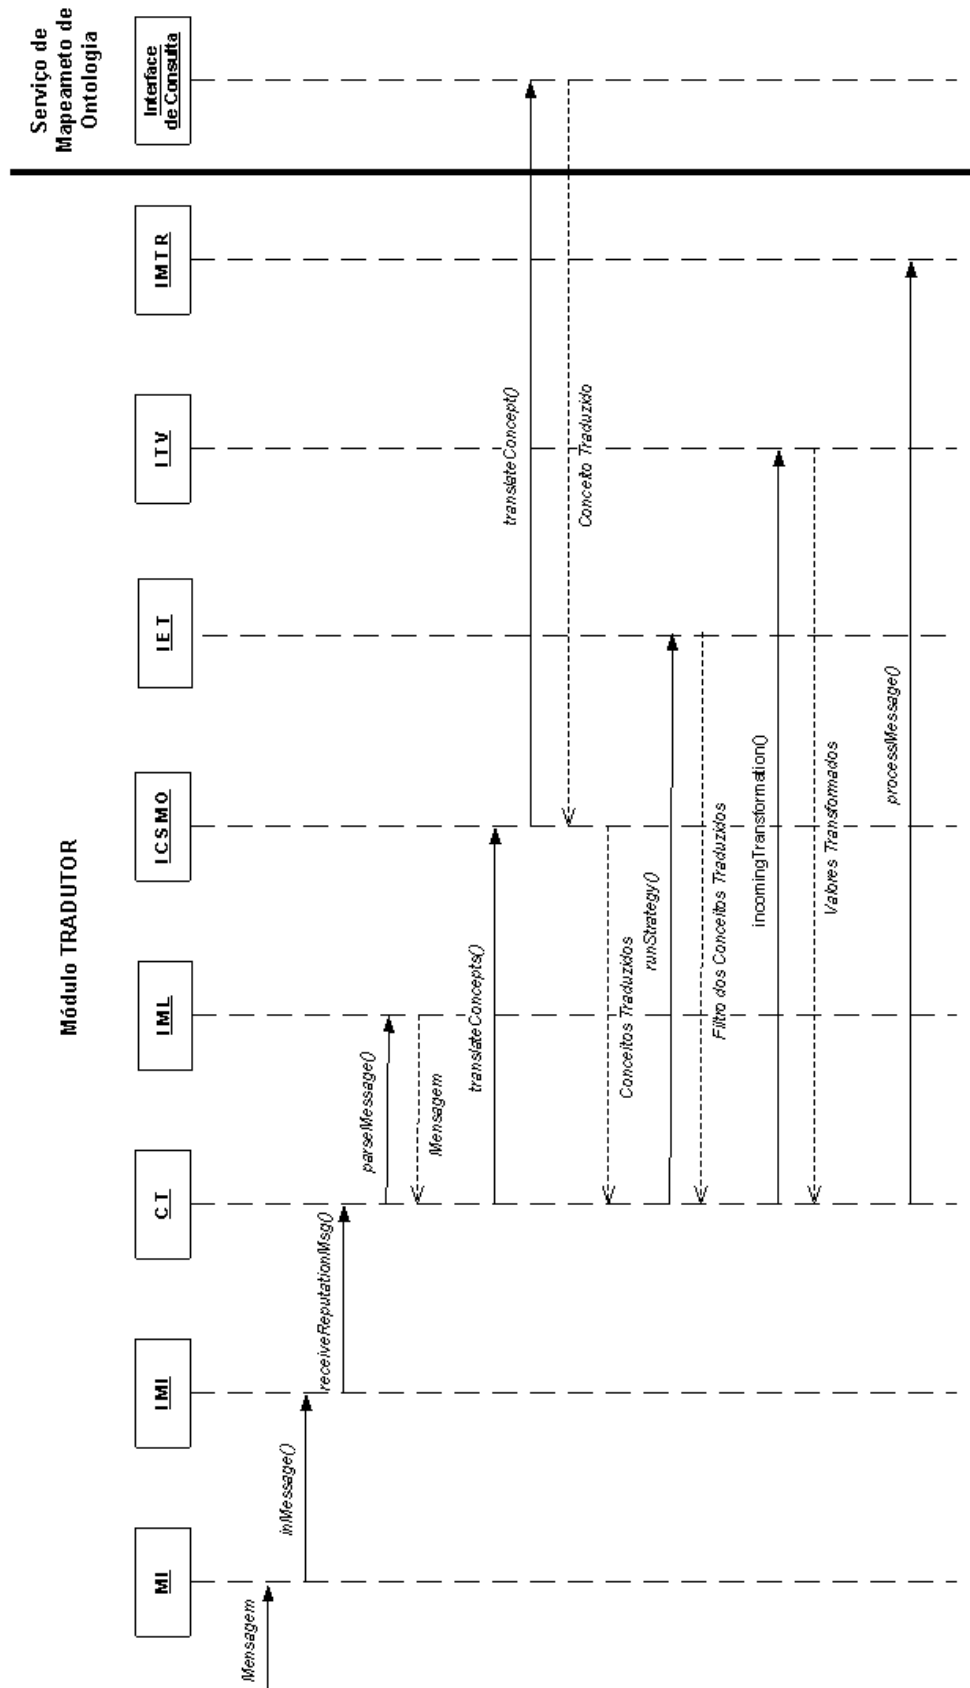 Módulo TRADUTOR
Serviço de
Mapeameto de
Ontologia
MI
IMI
CT
IML
ICSMO
IET
ITV
IMTR
Interface
de Consulta
Mensagem
inMessage()
receiveReputationMsg()
parseMessage()
Mensagem
translateConcepts()
translateConcept()
Conceito Traduzido
Conceitos Traduzidos
runStrategy()
Filtro dos Conceitos Traduzidos
incomingTransformation()
Valores Transformados
processMessage()